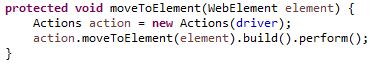 protected void moveToElement(WebElement element) {
    Actions action = new Actions(driver);
    action.moveToElement(element).build().perform();
}